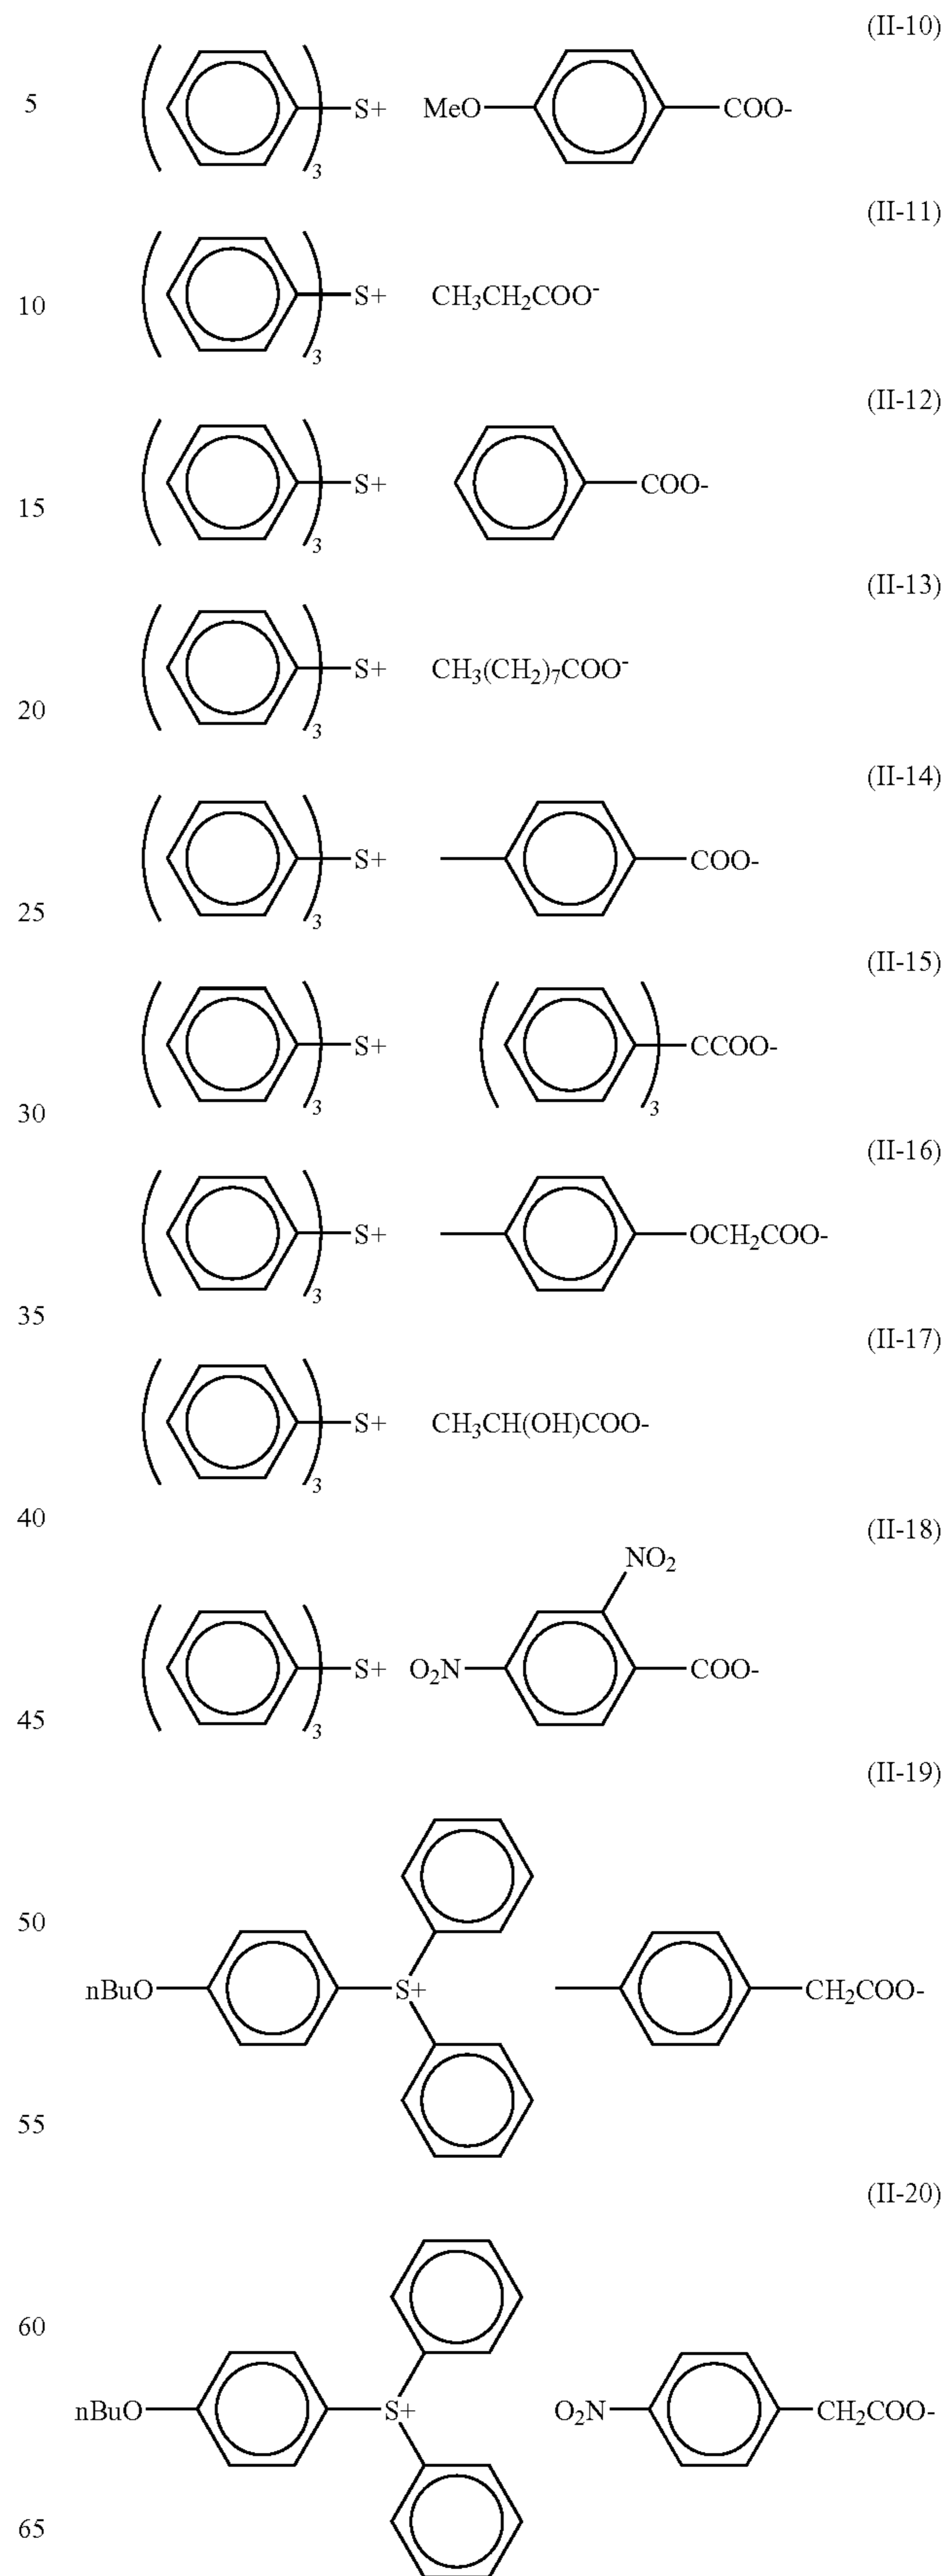 (II-10)
5 S+ MeO COO-
3
(II-11)
10 S+ CH₃CH₂COO⁻
3
(II-12)
15 S+ COO-
3
(II-13)
20 S+ CH₃(CH₂)₇COO⁻
3
(II-14)
25 S+ COO-
3
(II-15)
30 S+ CCOO-
3 3
(II-16)
35 S+ OCH₂COO-
3
(II-17)
S+ CH₃CH(OH)COO-
3
40
(II-18)
NO₂
S+ O₂N COO-
45 3
(II-19)
50
nBuO S+ CH₂COO-
55
(II-20)
60
nBuO S+ O₂N CH₂COO-
65